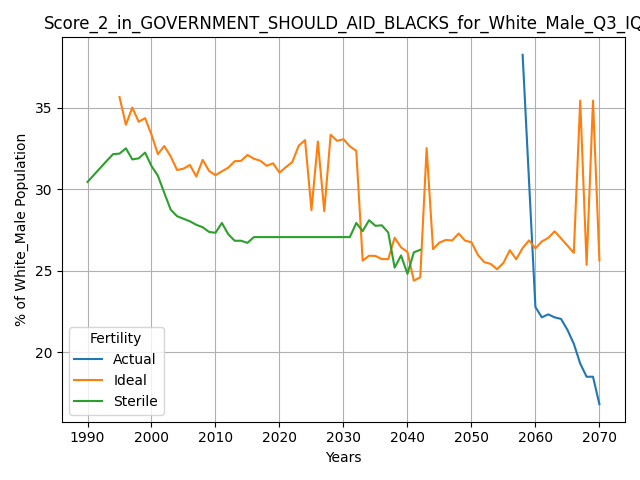 Score_2_in_GOVERNMENT_SHOULD_AID_BLACKS_for_White_Male_Q3_IQ
% of White_Male Population
35
30
25
20
Fertility
Actual
Ideal
Sterile
1990 2000 2010 2020 2030 2040 2050 2060 2070
Years